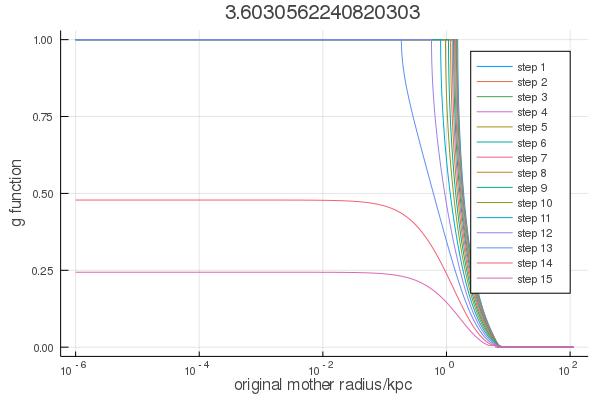 3.6030562240820303
g function
1.00
0.75
0.50
0.25
0.00
step 1
step 2
step 3
step 4
step 5
step 6
step 7
step 8
step 9
step 10
step 11
step 12
step 13
step 14
step 15
10⁻⁶ 10⁻⁴ 10⁻² 10⁰ 10²
original mother radius/kpc